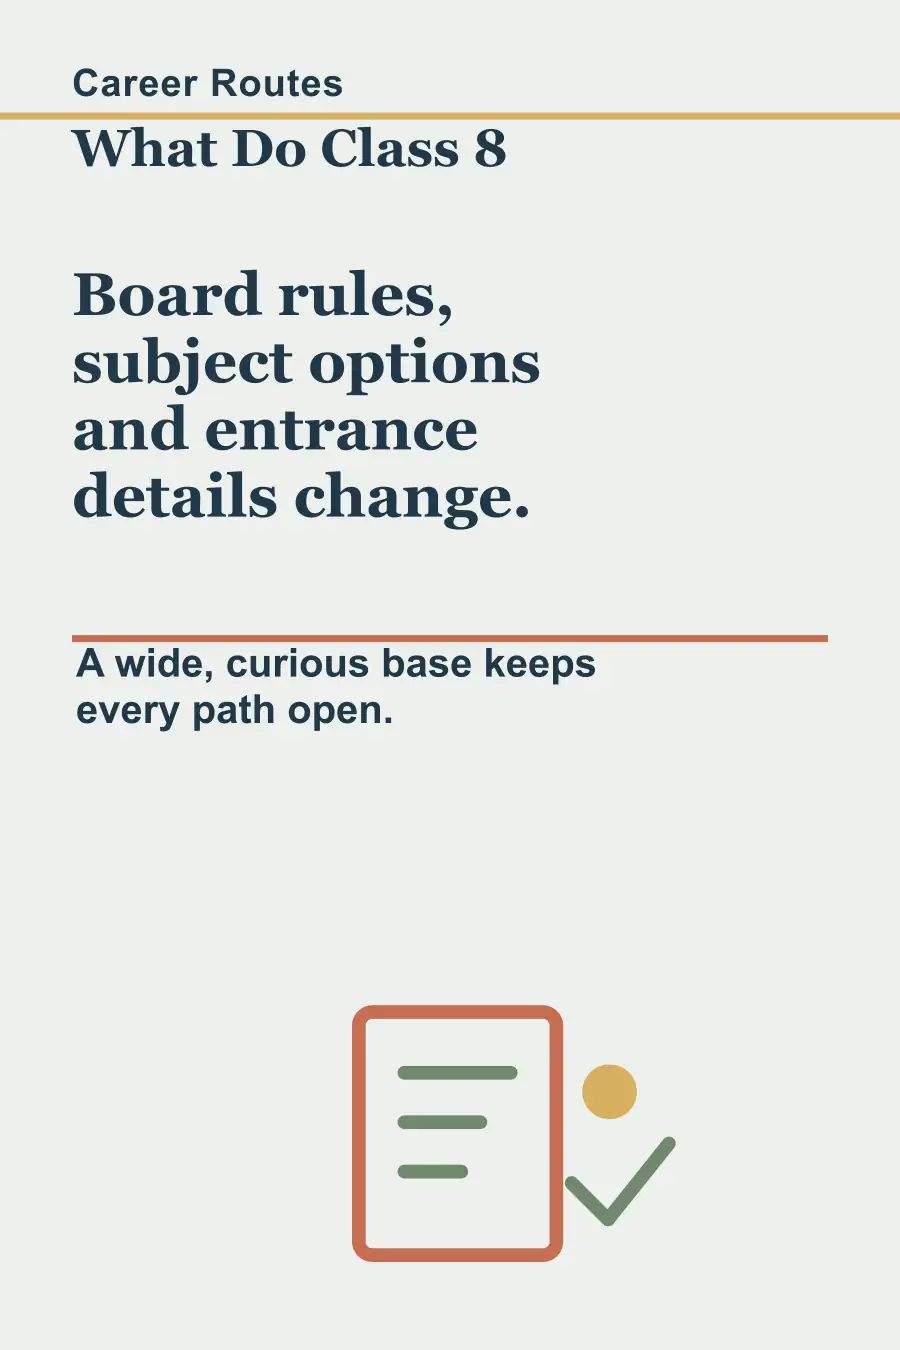 Career Routes
What Do Class 8
Board rules,
subject options
and entrance
details change.
A wide, curious base keeps
every path open.